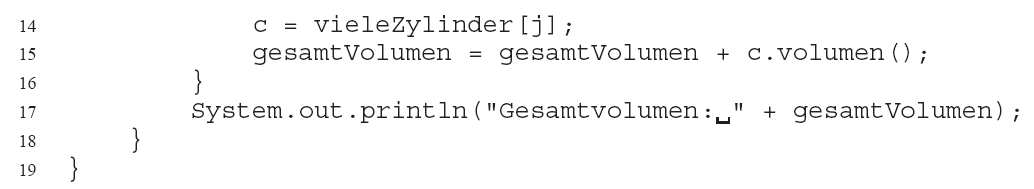 14 c = vieleZylinder[j];
15 gesamtVolumen = gesamtVolumen + c.volumen();
16 }
17 System.out.println("Gesamtvolumen:␣" + gesamtVolumen);
18 }
19 }